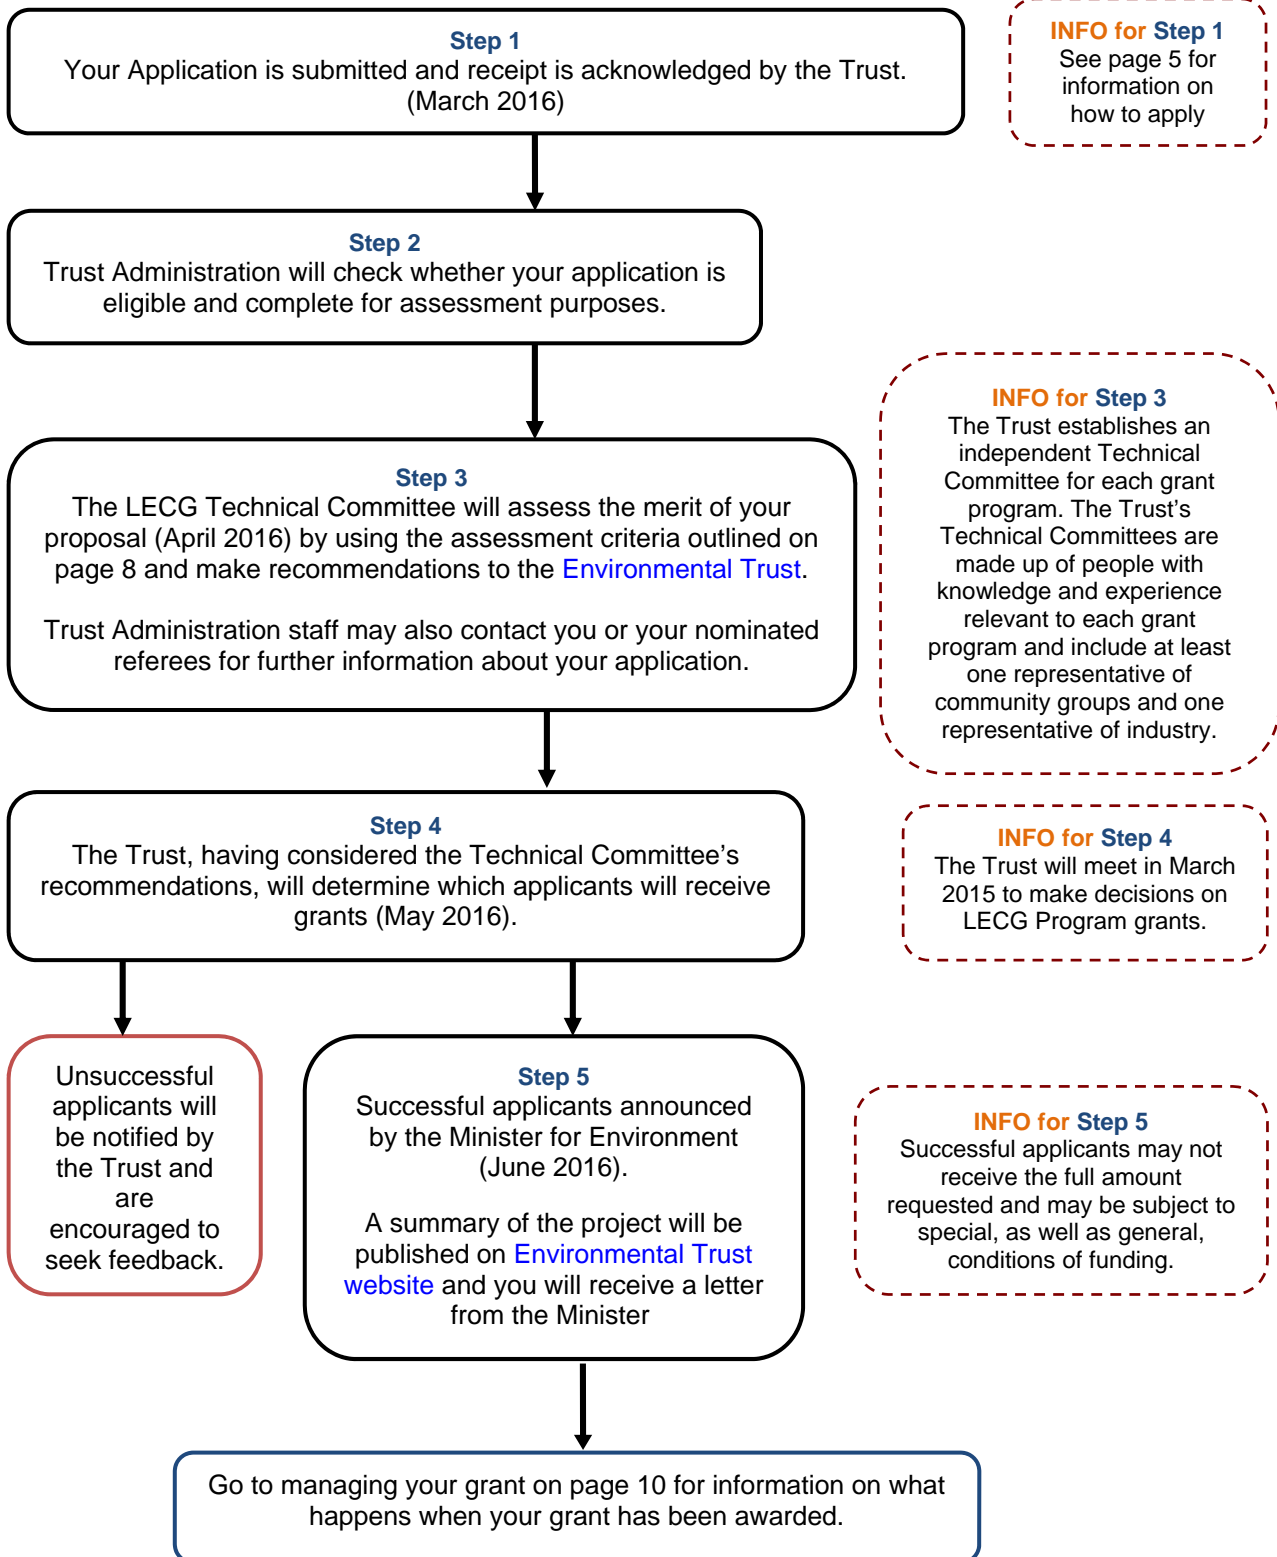 Step 1
Your Application is submitted and receipt is acknowledged by the Trust.
(March 2016)
INFO for Step 1
See page 5 for
information on
how to apply
Step 2
Trust Administration will check whether your application is
eligible and complete for assessment purposes.
Step 3
The LECG Technical Committee will assess the merit of your
proposal (April 2016) by using the assessment criteria outlined on
page 8 and make recommendations to the Environmental Trust.
Trust Administration staff may also contact you or your nominated
referees for further information about your application.
INFO for Step 3
The Trust establishes an
independent Technical
Committee for each grant
program. The Trust’s
Technical Committees are
made up of people with
knowledge and experience
relevant to each grant
program and include at least
one representative of
community groups and one
representative of industry.
Step 4
The Trust, having considered the Technical Committee’s
recommendations, will determine which applicants will receive
grants (May 2016).
INFO for Step 4
The Trust will meet in March
2015 to make decisions on
LECG Program grants.
Unsuccessful
applicants will
be notified by
the Trust and
are
encouraged to
seek feedback.
Step 5
Successful applicants announced
by the Minister for Environment
(June 2016).
A summary of the project will be
published on Environmental Trust
website and you will receive a letter
from the Minister
INFO for Step 5
Successful applicants may not
receive the full amount
requested and may be subject to
special, as well as general,
conditions of funding.
Go to managing your grant on page 10 for information on what
happens when your grant has been awarded.